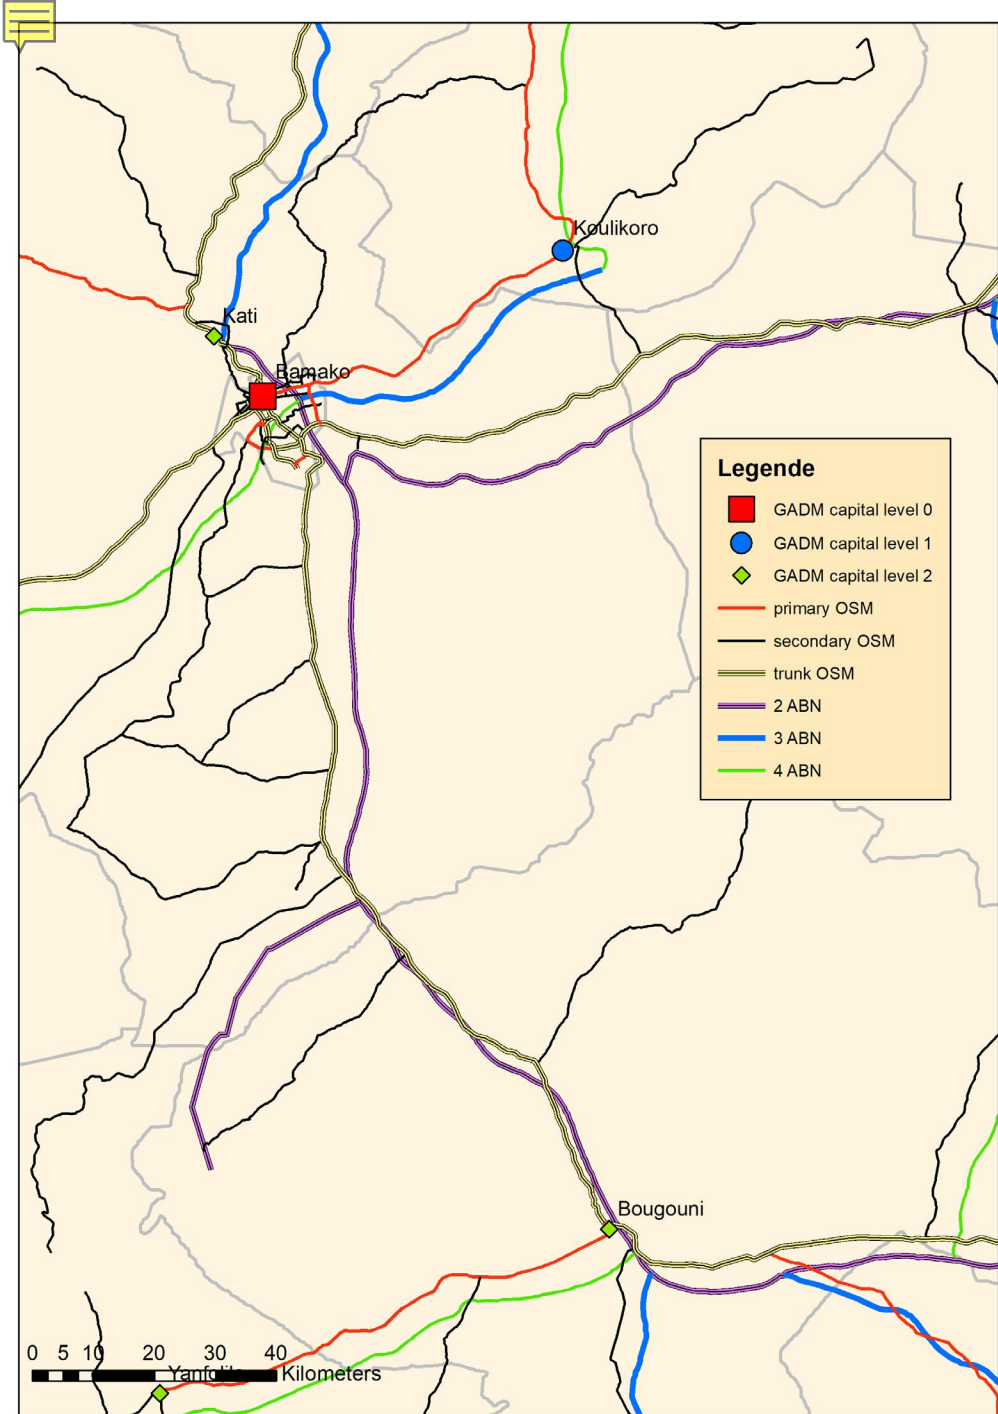 Koulikoro
Kati
Bamako
Legende
GADM capital level 0
GADM capital level 1
GADM capital level 2
primary OSM
secondary OSM
trunk OSM
2 ABN
3 ABN
4 ABN
Bougouni
0 5 10 20 30 40
Yanfolila Kilometers